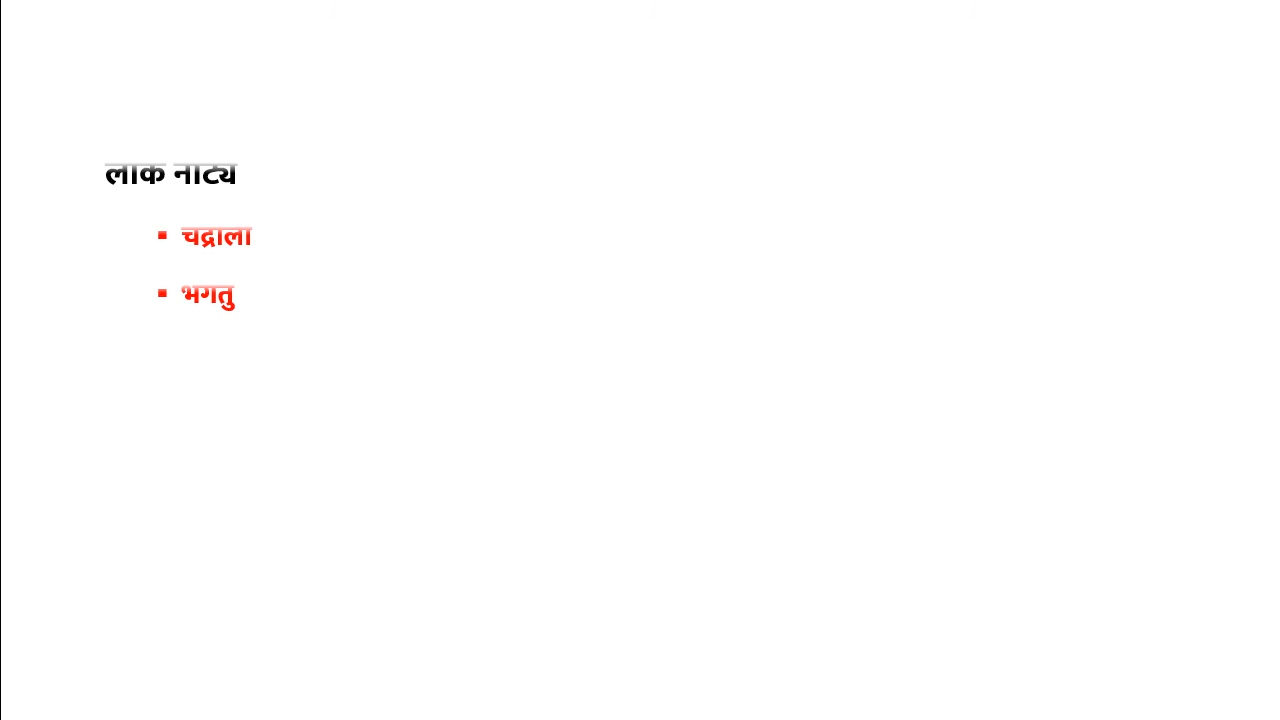 लोक नाट्य
▪ चंद्रोली
▪ भगतु